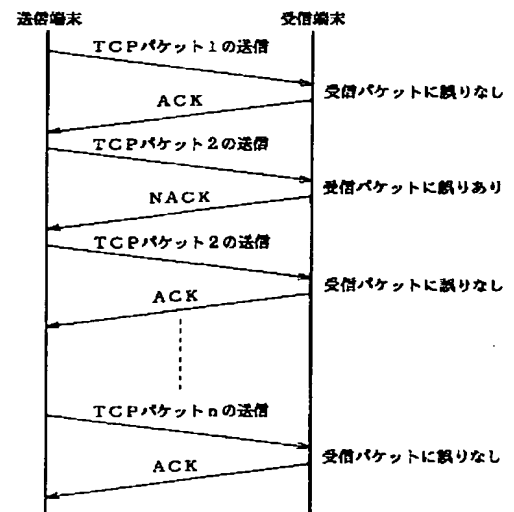 送信端末 受信端末
TCPパケット1の送信
受信パケットに誤りなし
ACK
TCPパケット2の送信
受信パケットに誤りあり
NACK
TCPパケット2の送信
受信パケットに誤りなし
ACK
TCPパケットnの送信
受信パケットに誤りなし
ACK